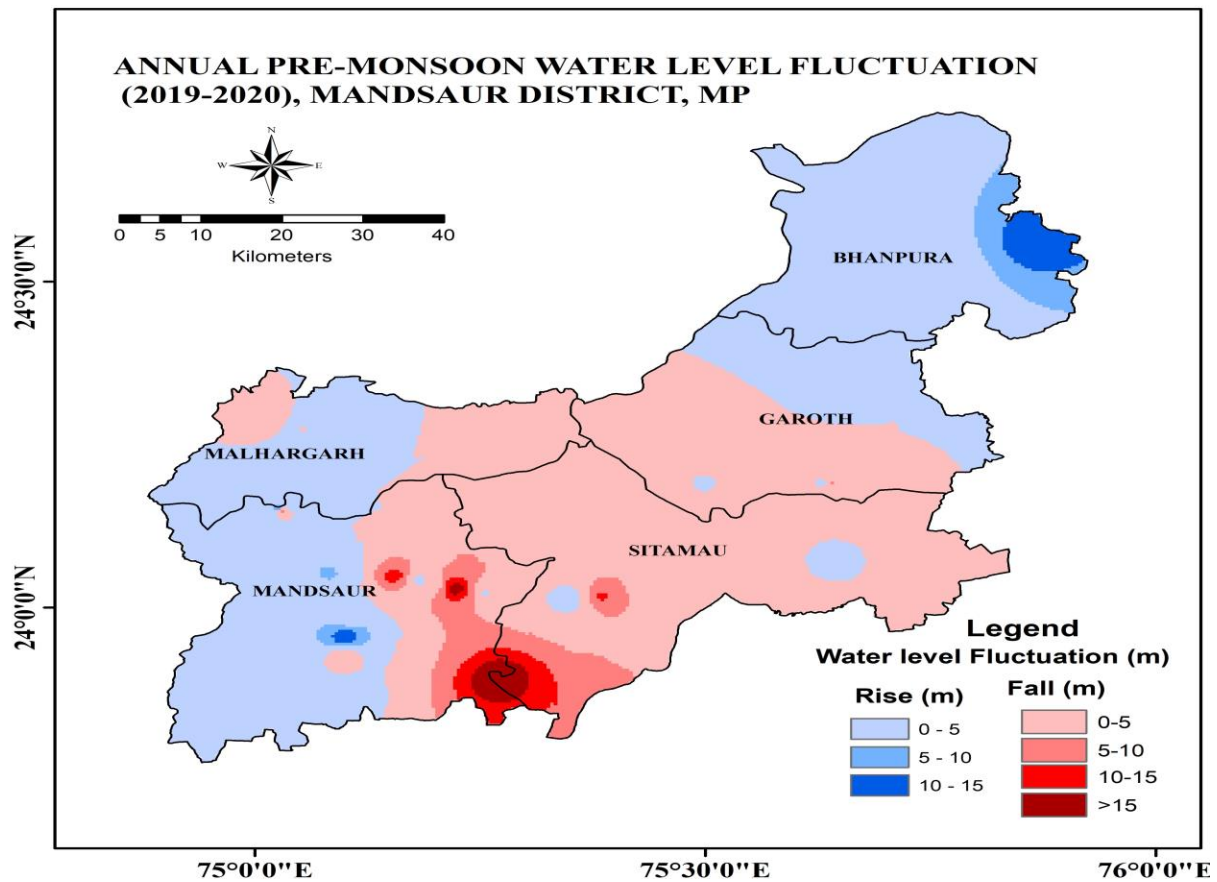 ANNUAL PRE-MONSOON WATER LEVEL FLUCTUATION
(2019-2020), MANDSAUR DISTRICT, MP
N
W E
S
0 5 10 20 30 40
Kilometers
BHANPURA
24°30'0"N
GAROTH
MALHARGARH
SITAMAU
MANDSAUR
24°0'0"N
Legend
Water level Fluctuation (m)
Rise (m) Fall (m)
0 - 5 0-5
5 - 10 5-10
10 - 15 10-15
>15
75°0'0"E 75°30'0"E 76°0'0"E